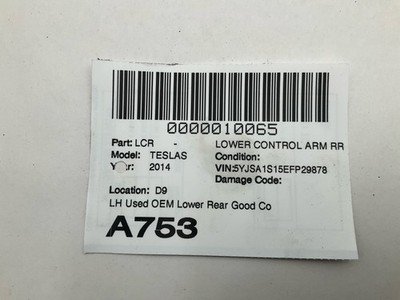 0000010065
Part: LCR - LOWER CONTROL ARM RR
Model: TESLAS Condition:
Year: 2014 VIN:5YJSA1S15EFP29878
Damage Code:
Location: D9
LH Used OEM Lower Rear Good Co
A753